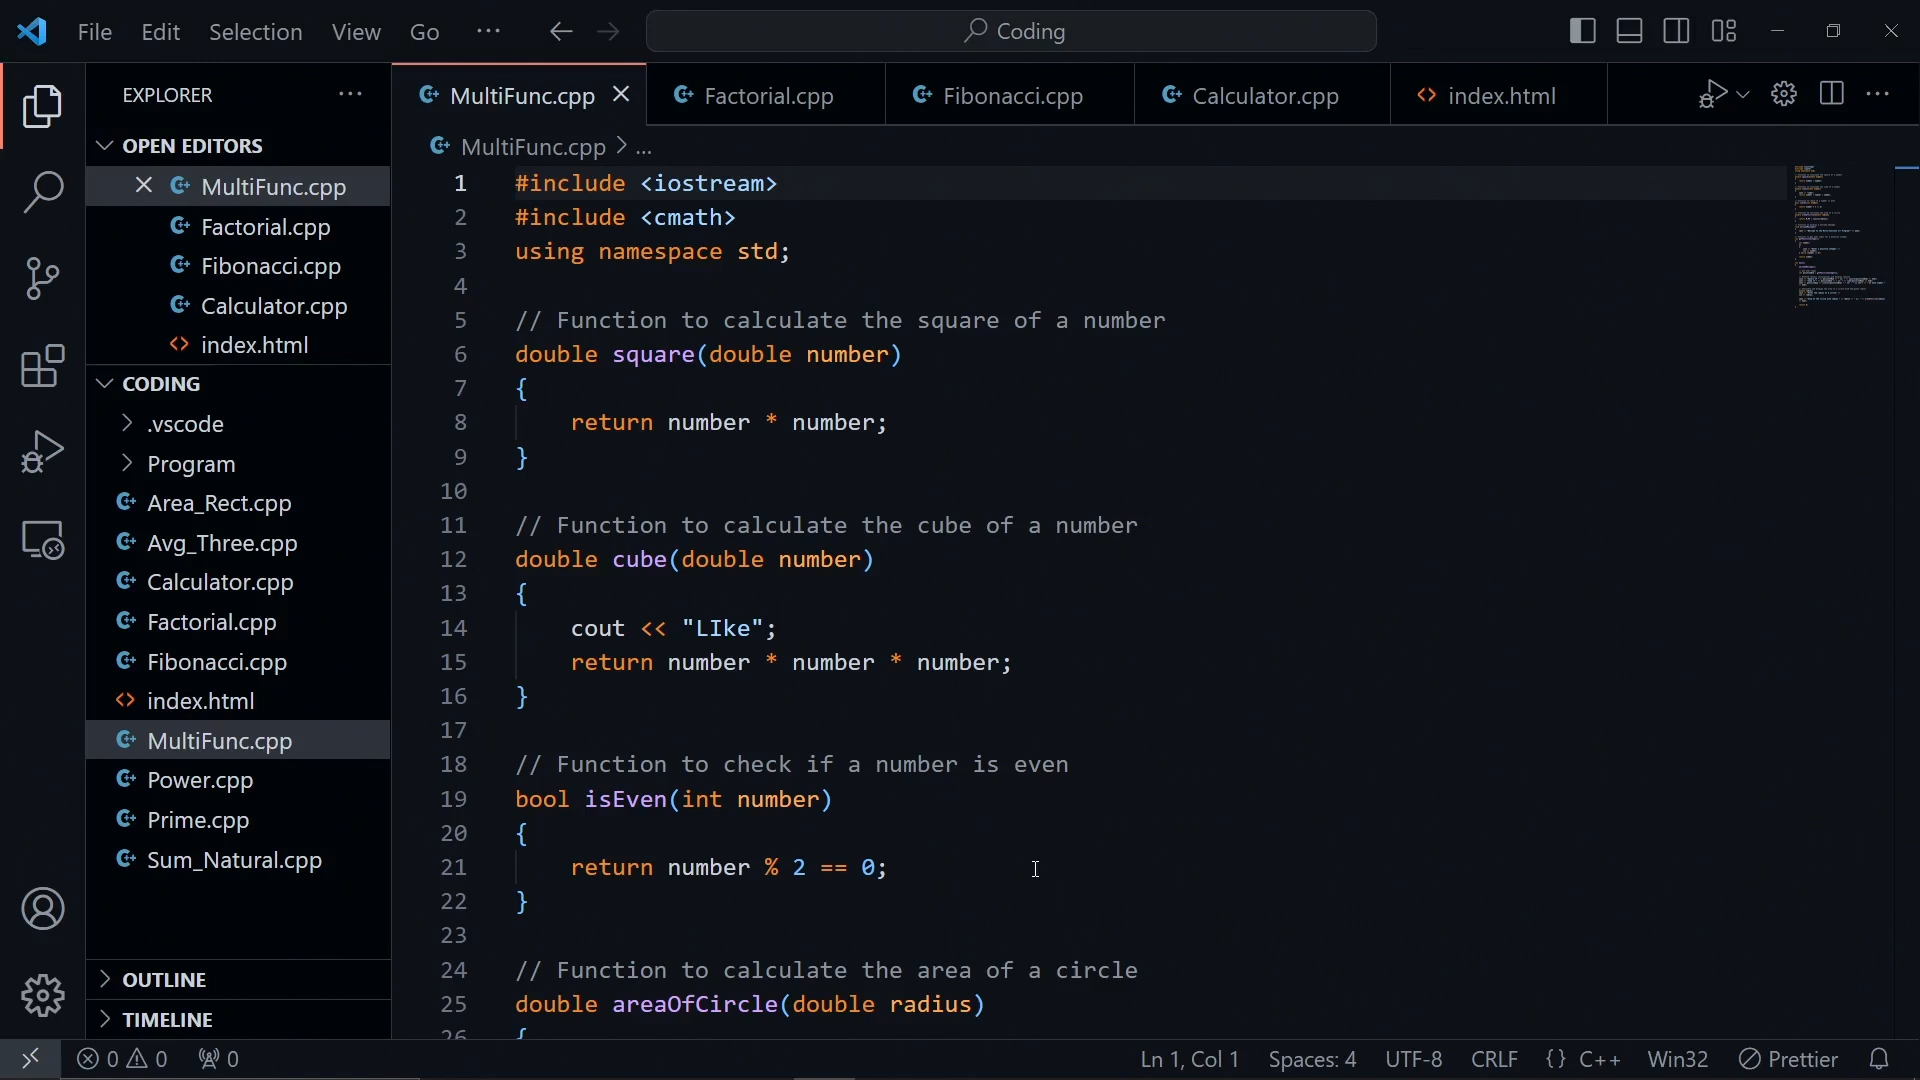 File Edit Selection View Go ···
Coding
EXPLORER
OPEN EDITORS
MultiFunc.cpp
Factorial.cpp
Fibonacci.cpp
Calculator.cpp
index.html
CODING
.vscode
Program
Area_Rect.cpp
Avg_Three.cpp
Calculator.cpp
Factorial.cpp
Fibonacci.cpp
index.html
MultiFunc.cpp
Power.cpp
Prime.cpp
Sum_Natural.cpp
OUTLINE
TIMELINE
MultiFunc.cpp Factorial.cpp Fibonacci.cpp Calculator.cpp index.html
MultiFunc.cpp > ...
1 #include <iostream>
2 #include <cmath>
3 using namespace std;
4
5 // Function to calculate the square of a number
6 double square(double number)
7 {
8 return number * number;
9 }
10
11 // Function to calculate the cube of a number
12 double cube(double number)
13 {
14 cout << "LIke";
15 return number * number * number;
16 }
17
18 // Function to check if a number is even
19 bool isEven(int number)
20 {
21 return number % 2 == 0;
22 }
23
24 // Function to calculate the area of a circle
25 double areaOfCircle(double radius)
26 {
0 0 0 Ln 1, Col 1 Spaces: 4 UTF-8 CRLF {} C++ Win32 Prettier